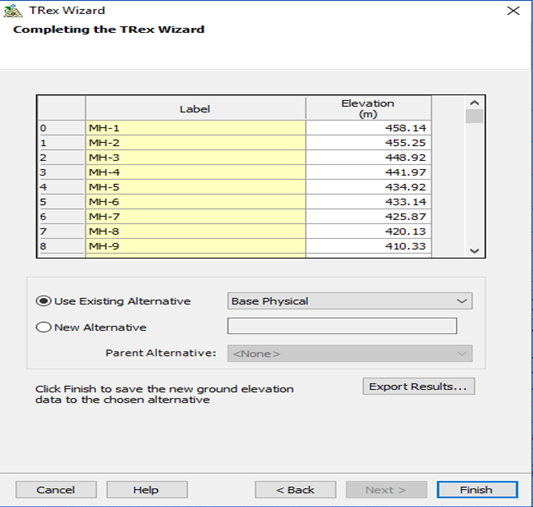 TRex Wizard
Completing the TRex Wizard
Label Elevation
(m)
0 MH-1 458.14
1 MH-2 455.25
2 MH-3 448.92
3 MH-4 441.97
4 MH-5 434.92
5 MH-6 433.14
6 MH-7 425.87
7 MH-8 420.13
8 MH-9 410.33
Use Existing Alternative Base Physical
New Alternative
Parent Alternative: <None>
Click Finish to save the new ground elevation
data to the chosen alternative
Export Results...
Cancel Help < Back Next > Finish